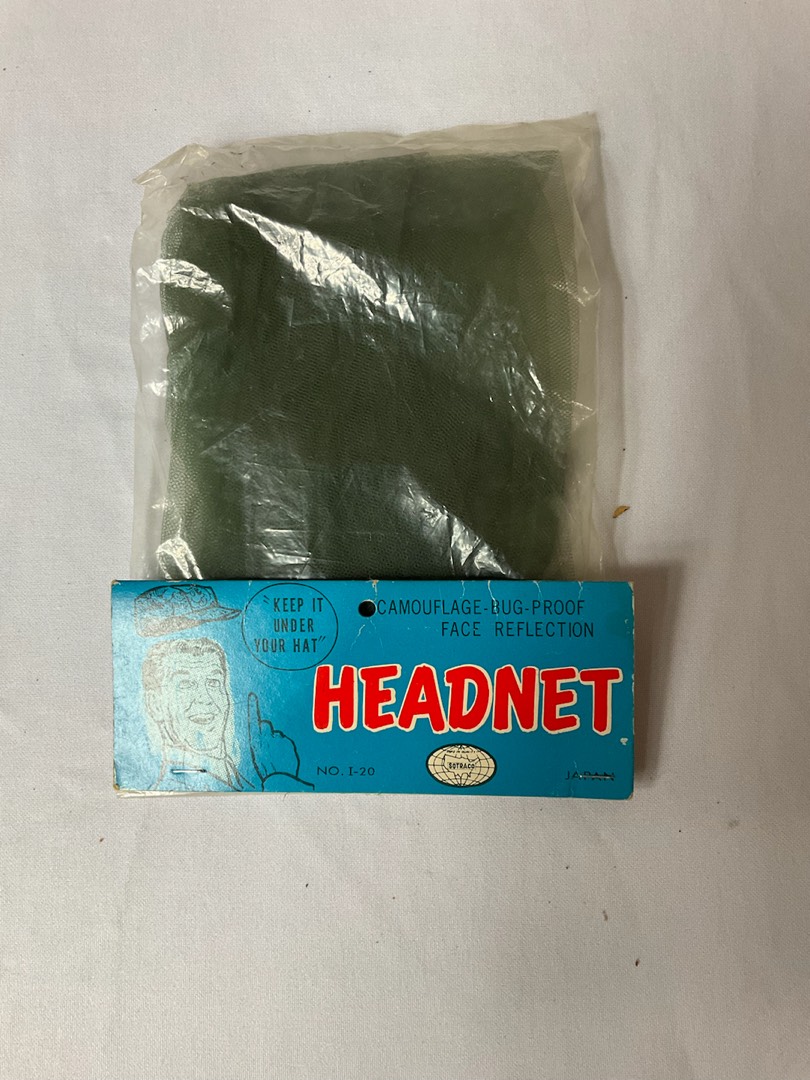 "KEEP IT
UNDER
YOUR HAT"
CAMOUFLAGE-BUG-PROOF
FACE REFLECTION
HEADNET
NO. I-20
SOTRACO
JAPAN